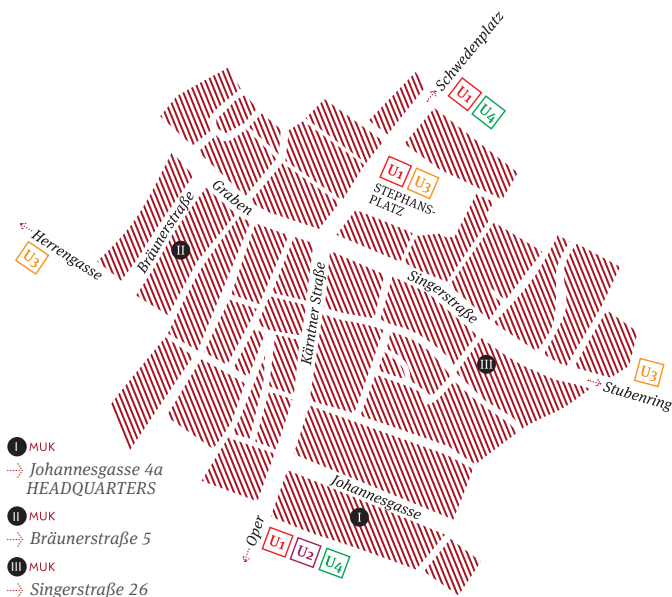 Schwedenplatz
U1 U4
U1 U3
STEPHANS-
PLATZ
Graben
Bräunerstraße
II
Herrengasse
U3
Singerstraße
Kärntner Straße
III
U3
Stubenring
Johannesgasse
I
Oper
U1 U2 U4
I MUK
Johannesgasse 4a
HEADQUARTERS
II MUK
Bräunerstraße 5
III MUK
Singerstraße 26